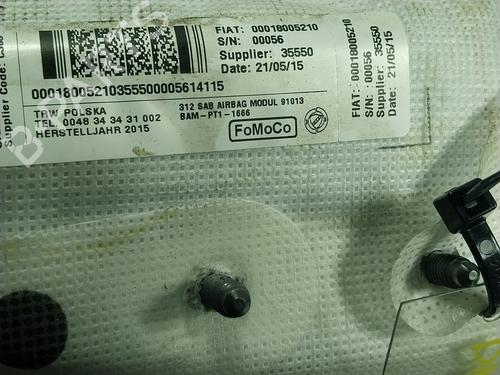 FIAT: 00018005210
S/N: 00056
Supplier: 35550
Date: 21/05/15
00018005210355500005614115
TRW POLSKA
TEL. 0048 34 34 31 002
HERSTELLJAHR 2015
312 SAB AIRBAG MODUL 91013
BAM-PT1-1666
FoMoCo
FIAT: 00018005210
S/N: 00056
Supplier: 35550
Date: 21/05/15
Supplier Code: